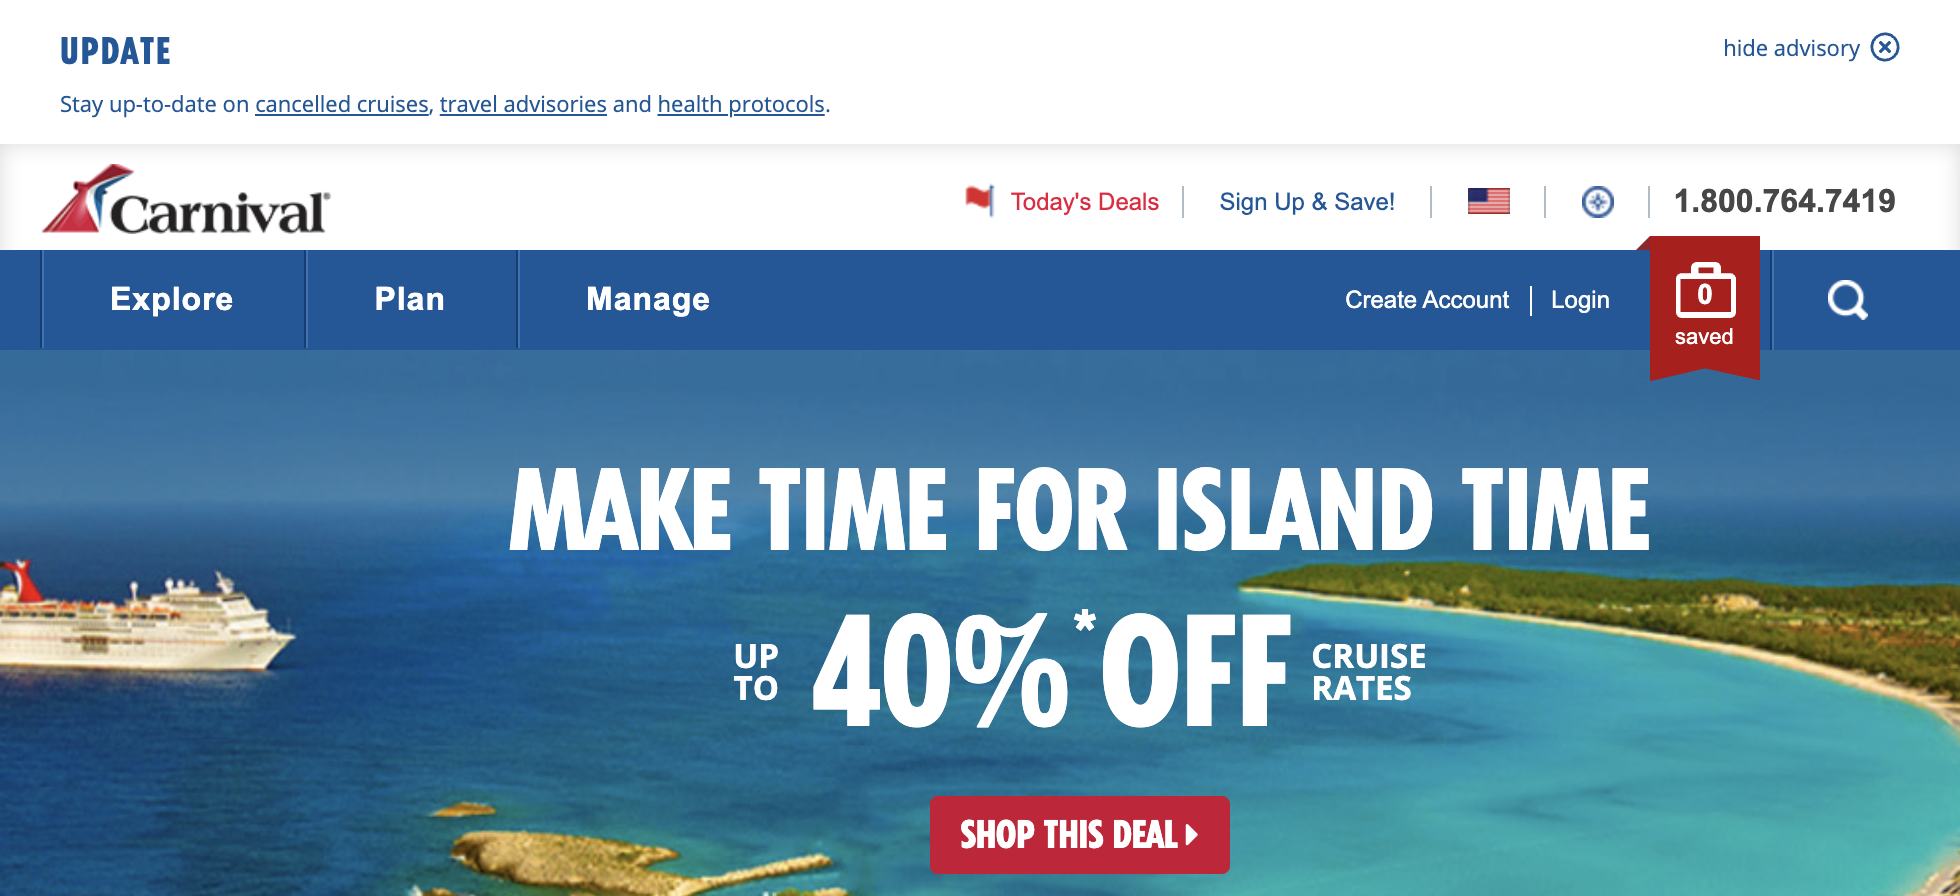 UPDATE
hide advisory
Stay up-to-date on cancelled cruises, travel advisories and health protocols.
Carnival®
Today's Deals
Sign Up & Save!
1.800.764.7419
Explore
Plan
Manage
Create Account
Login
0
saved
MAKE TIME FOR ISLAND TIME
UP TO 40%* OFF CRUISE RATES
SHOP THIS DEAL